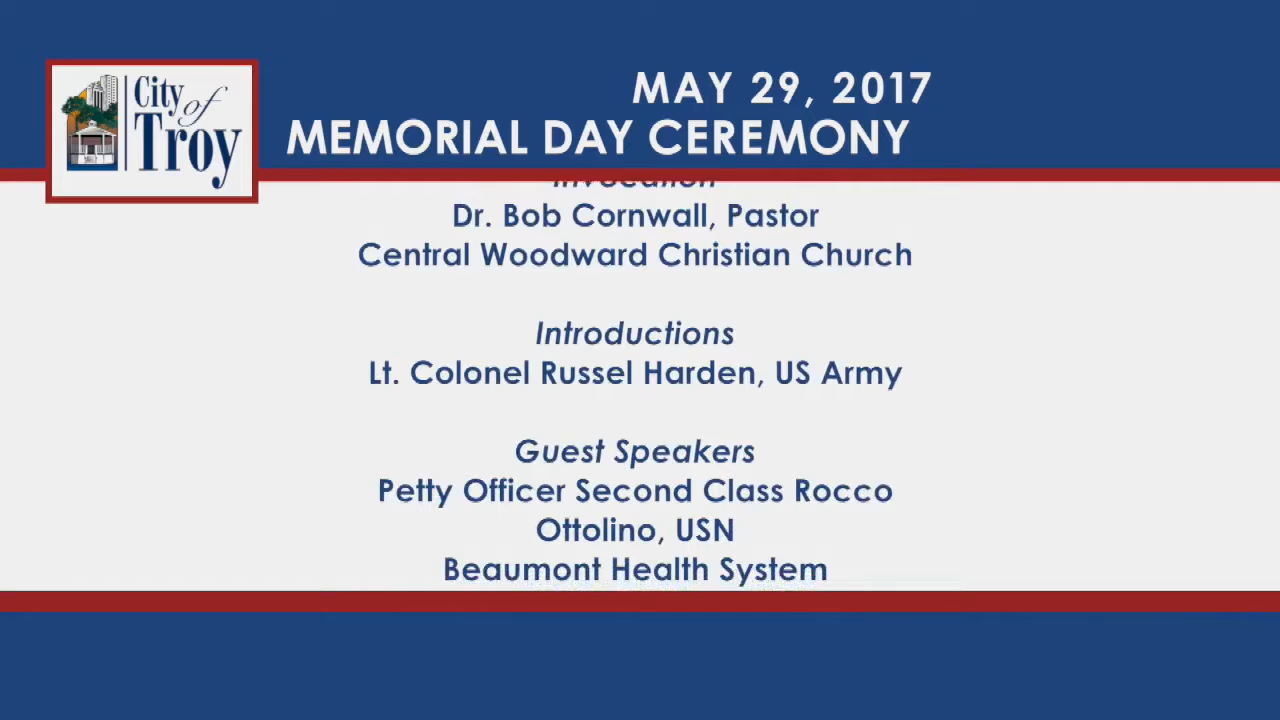 City
of
Troy
MAY 29, 2017
MEMORIAL DAY CEREMONY
Invocation
Dr. Bob Cornwall, Pastor
Central Woodward Christian Church
Introductions
Lt. Colonel Russel Harden, US Army
Guest Speakers
Petty Officer Second Class Rocco
Ottolino, USN
Beaumont Health System